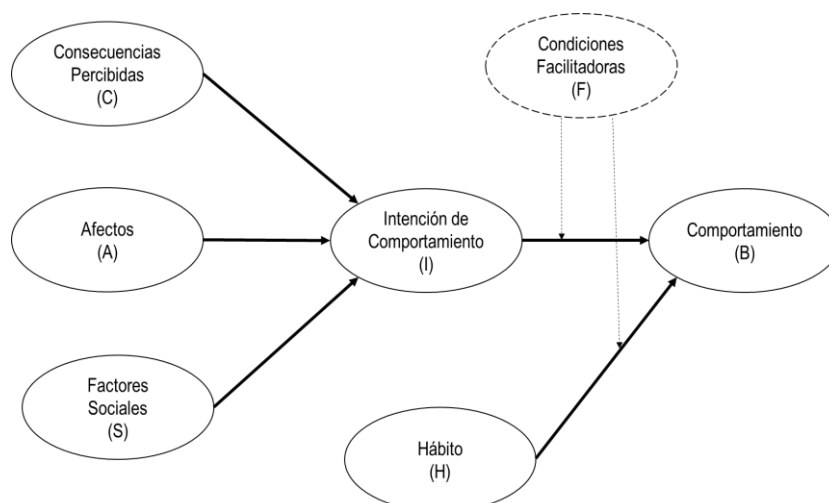 Consecuencias
Percibidas
(C)
Condiciones
Facilitadoras
(F)
Afectos
(A)
Intención de
Comportamiento
(I)
Comportamiento
(B)
Factores
Sociales
(S)
Hábito
(H)